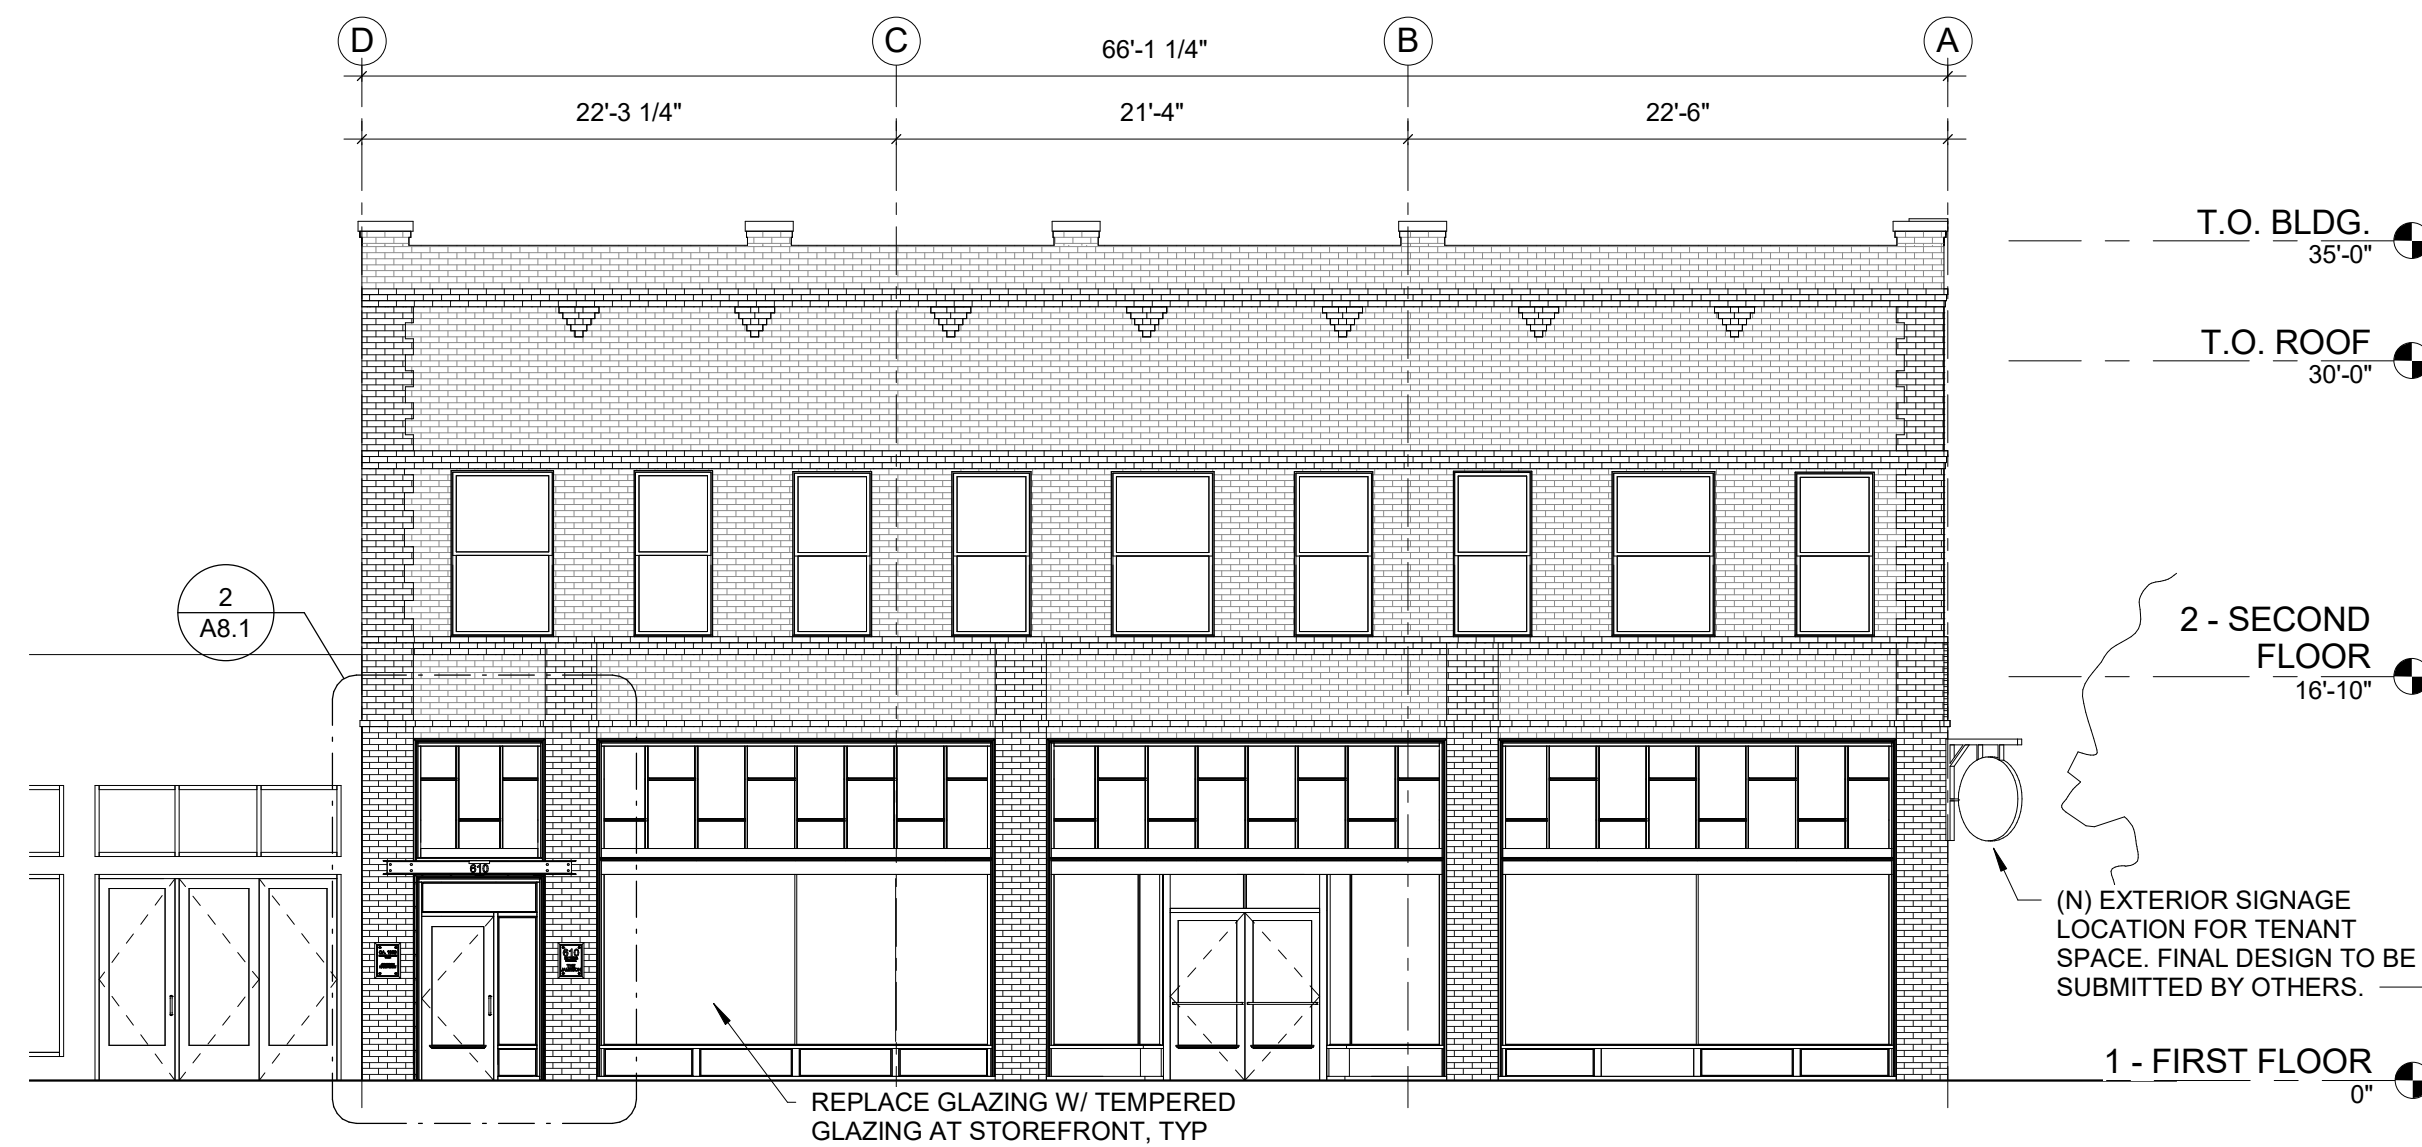 D
C
B
A
66'-1 1/4"
22'-3 1/4"
21'-4"
22'-6"
T.O. BLDG.
35'-0"
T.O. ROOF
30'-0"
2
A8.1
2 - SECOND
FLOOR
16'-10"
610
610
(N) EXTERIOR SIGNAGE
LOCATION FOR TENANT
SPACE. FINAL DESIGN TO BE
SUBMITTED BY OTHERS.
1 - FIRST FLOOR
0"
REPLACE GLAZING W/ TEMPERED
GLAZING AT STOREFRONT, TYP